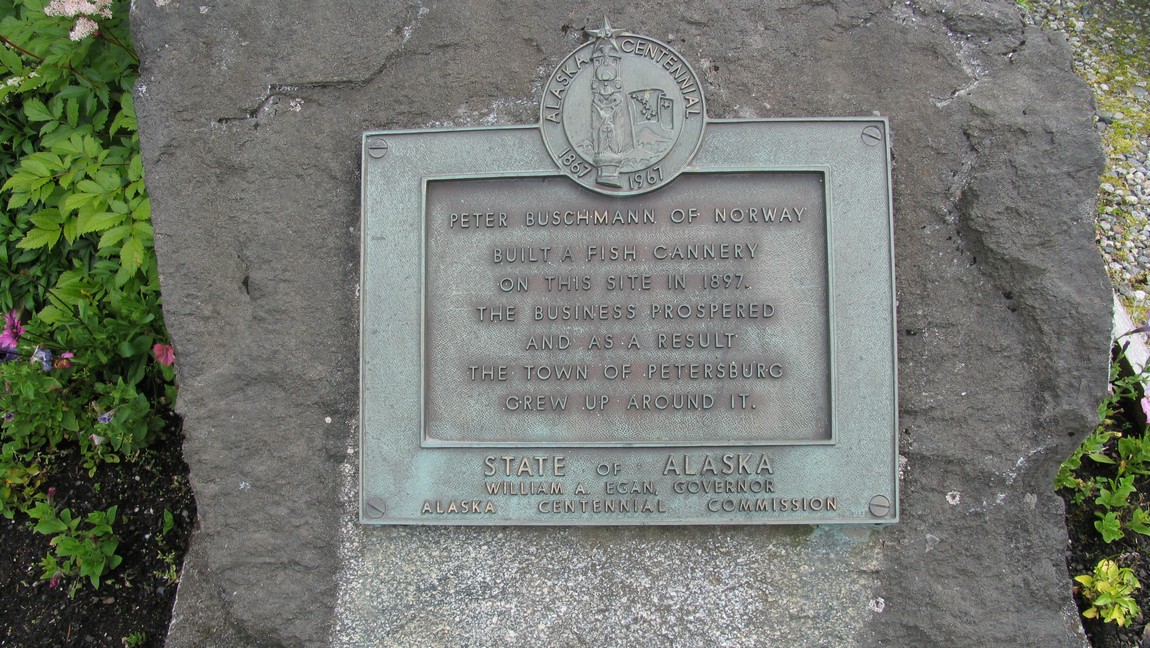 ALASKA CENTENNIAL
1867 1967
PETER BUSCHMANN OF NORWAY
BUILT A FISH CANNERY
ON THIS SITE IN 1897.
THE BUSINESS PROSPERED
AND AS A RESULT
THE TOWN OF PETERSBURG
GREW UP AROUND IT.
STATE OF ALASKA
WILLIAM A. EGAN, GOVERNOR
ALASKA CENTENNIAL COMMISSION